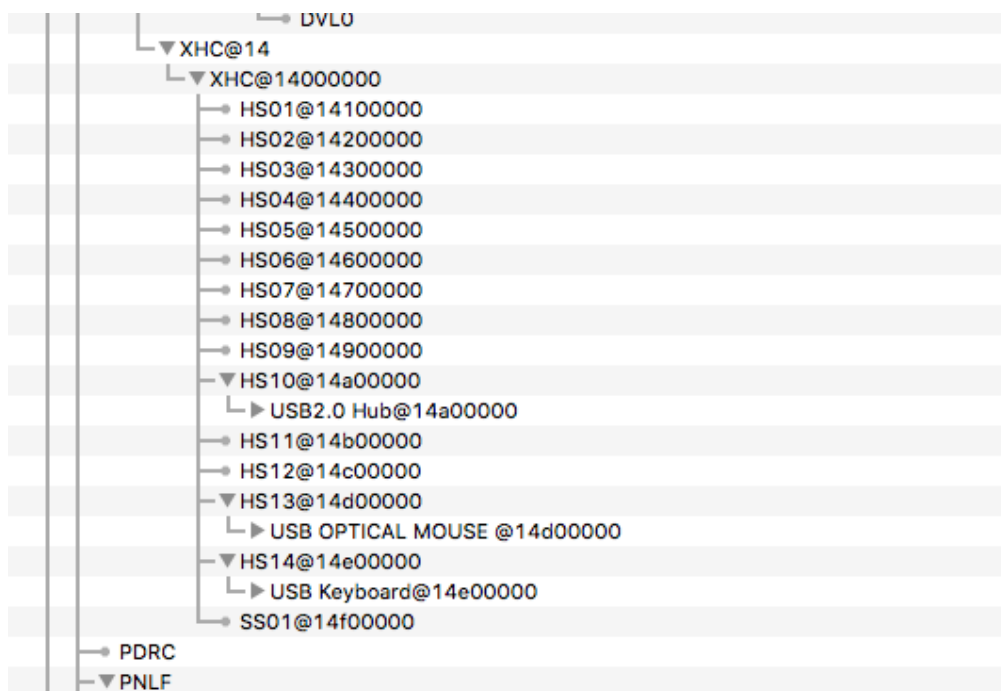 DVL0
XHC@14
XHC@14000000
HS01@14100000
HS02@14200000
HS03@14300000
HS04@14400000
HS05@14500000
HS06@14600000
HS07@14700000
HS08@14800000
HS09@14900000
HS10@14a00000
USB2.0 Hub@14a00000
HS11@14b00000
HS12@14c00000
HS13@14d00000
USB OPTICAL MOUSE @14d00000
HS14@14e00000
USB Keyboard@14e00000
SS01@14f00000
PDRC
PNLF